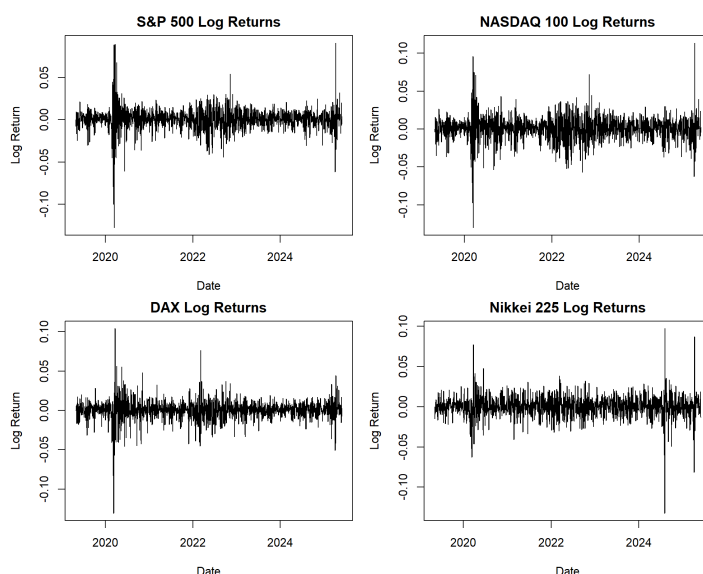 S&P 500 Log Returns
Log Return
0.05
0.00
-0.05
-0.10
2020
2022
2024
Date
NASDAQ 100 Log Returns
Log Return
0.10
0.05
0.00
-0.05
-0.10
2020
2022
2024
Date
DAX Log Returns
Log Return
0.10
0.05
0.00
-0.05
-0.10
2020
2022
2024
Date
Nikkei 225 Log Returns
Log Return
0.10
0.05
0.00
-0.05
-0.10
2020
2022
2024
Date